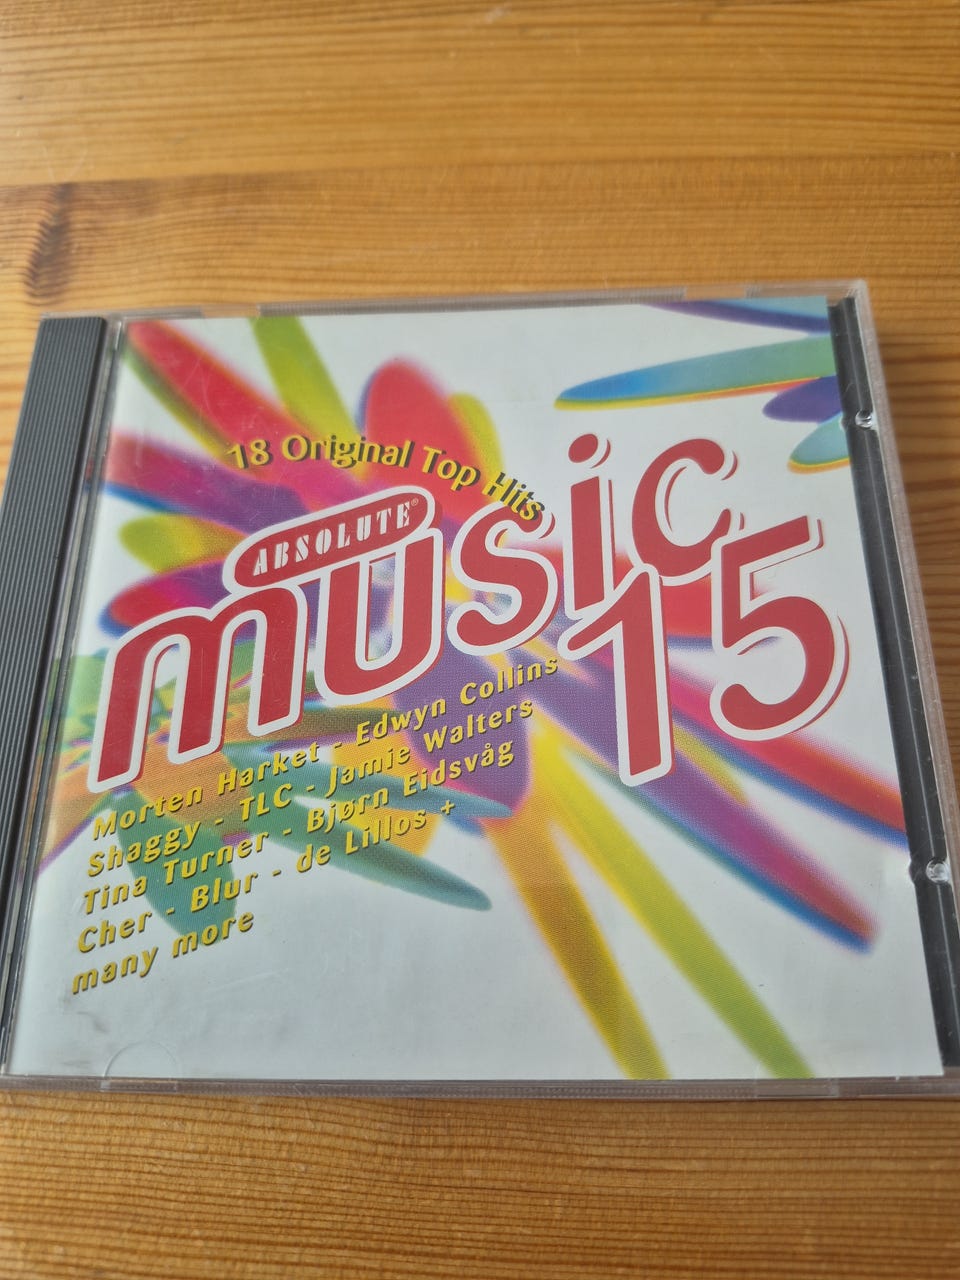 18 Original Top Hits
ABSOLUTE®
music
15
Morten Harket - Edwyn Collins
Shaggy - TLC - Jamie Walters
Tina Turner - Bjørn Eidsvåg
Cher - Blur - de Lillos +
many more